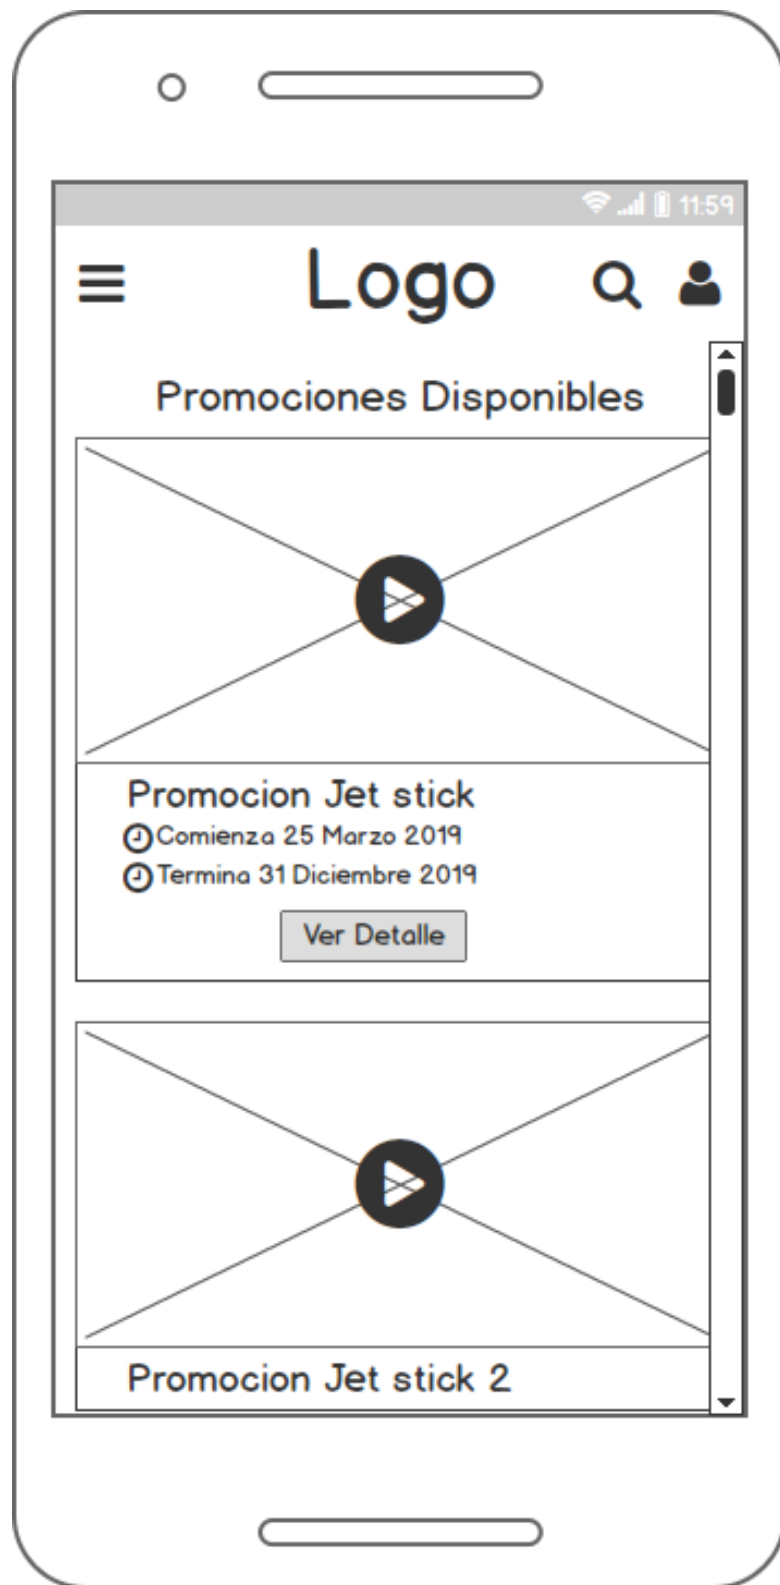 11:59
Logo
Promociones Disponibles
Promocion Jet stick
Comienza 25 Marzo 2019
Termina 31 Diciembre 2019
Ver Detalle
Promocion Jet stick 2